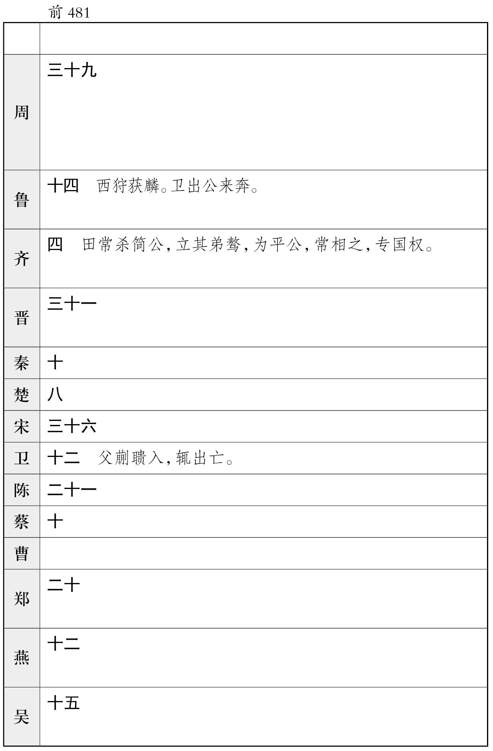 前 481
周 三十九
鲁 十四 西狩获麟。卫出公来奔。
齐 四 田常杀简公，立其弟骜，为平公，常相之，专国权。
晋 三十一
秦 十
楚 八
宋 三十六
卫 十二 父蒯聩入，辄出亡。
陈 二十一
蔡 十
曹
郑 二十
燕 十二
吴 十五